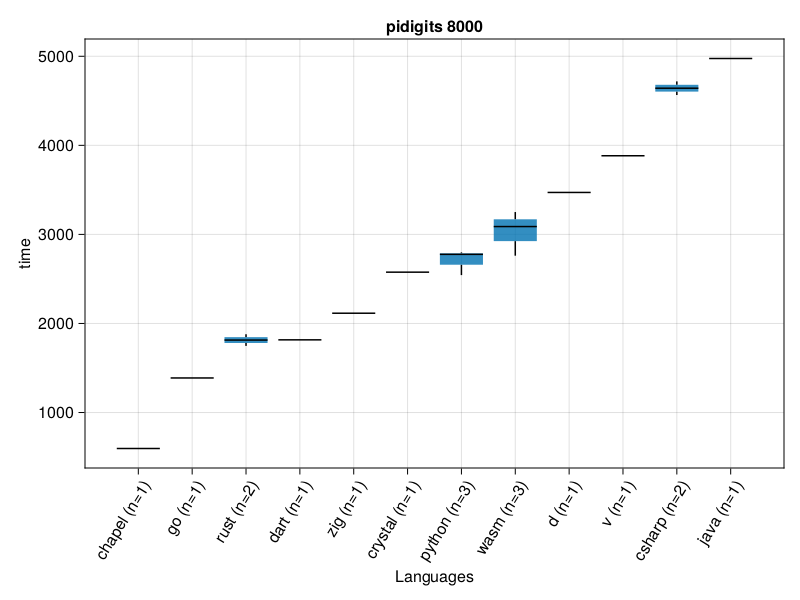 pidigits 8000
time
5000
4000
3000
2000
1000
chapel (n=1)
go (n=1)
rust (n=2)
dart (n=1)
zig (n=1)
crystal (n=1)
python (n=3)
wasm (n=3)
d (n=1)
v (n=1)
csharp (n=2)
java (n=1)
Languages